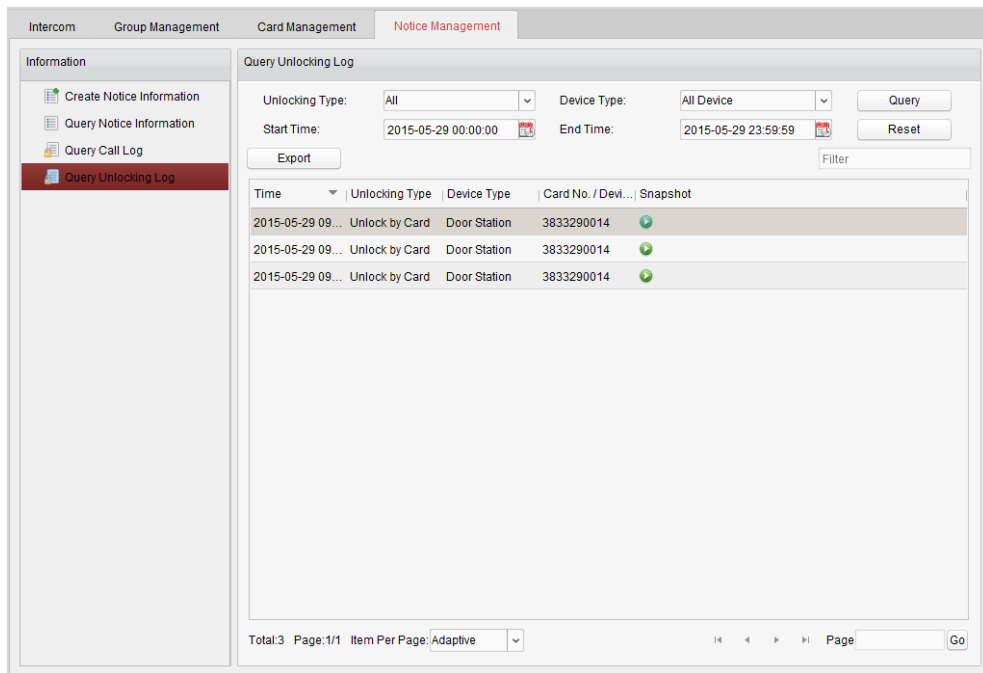 Intercom Group Management Card Management Notice Management
Information
Create Notice Information
Query Notice Information
Query Call Log
Query Unlocking Log
Query Unlocking Log
Unlocking Type: All Device Type: All Device Query
Start Time: 2015-05-29 00:00:00 End Time: 2015-05-29 23:59:59 Reset
Export Filter
Time Unlocking Type Device Type Card No. / Devi... Snapshot
2015-05-29 09... Unlock by Card Door Station 3833290014
2015-05-29 09... Unlock by Card Door Station 3833290014
2015-05-29 09... Unlock by Card Door Station 3833290014
Total:3 Page:1/1 Item Per Page: Adaptive Page Go